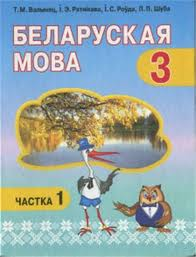 Т. М. Валынец, І. Э. Ратнікава, І. С. Роўда, Л. П. Шуба
БЕЛАРУСКАЯ
МОВА
3
ЧАСТКА 1